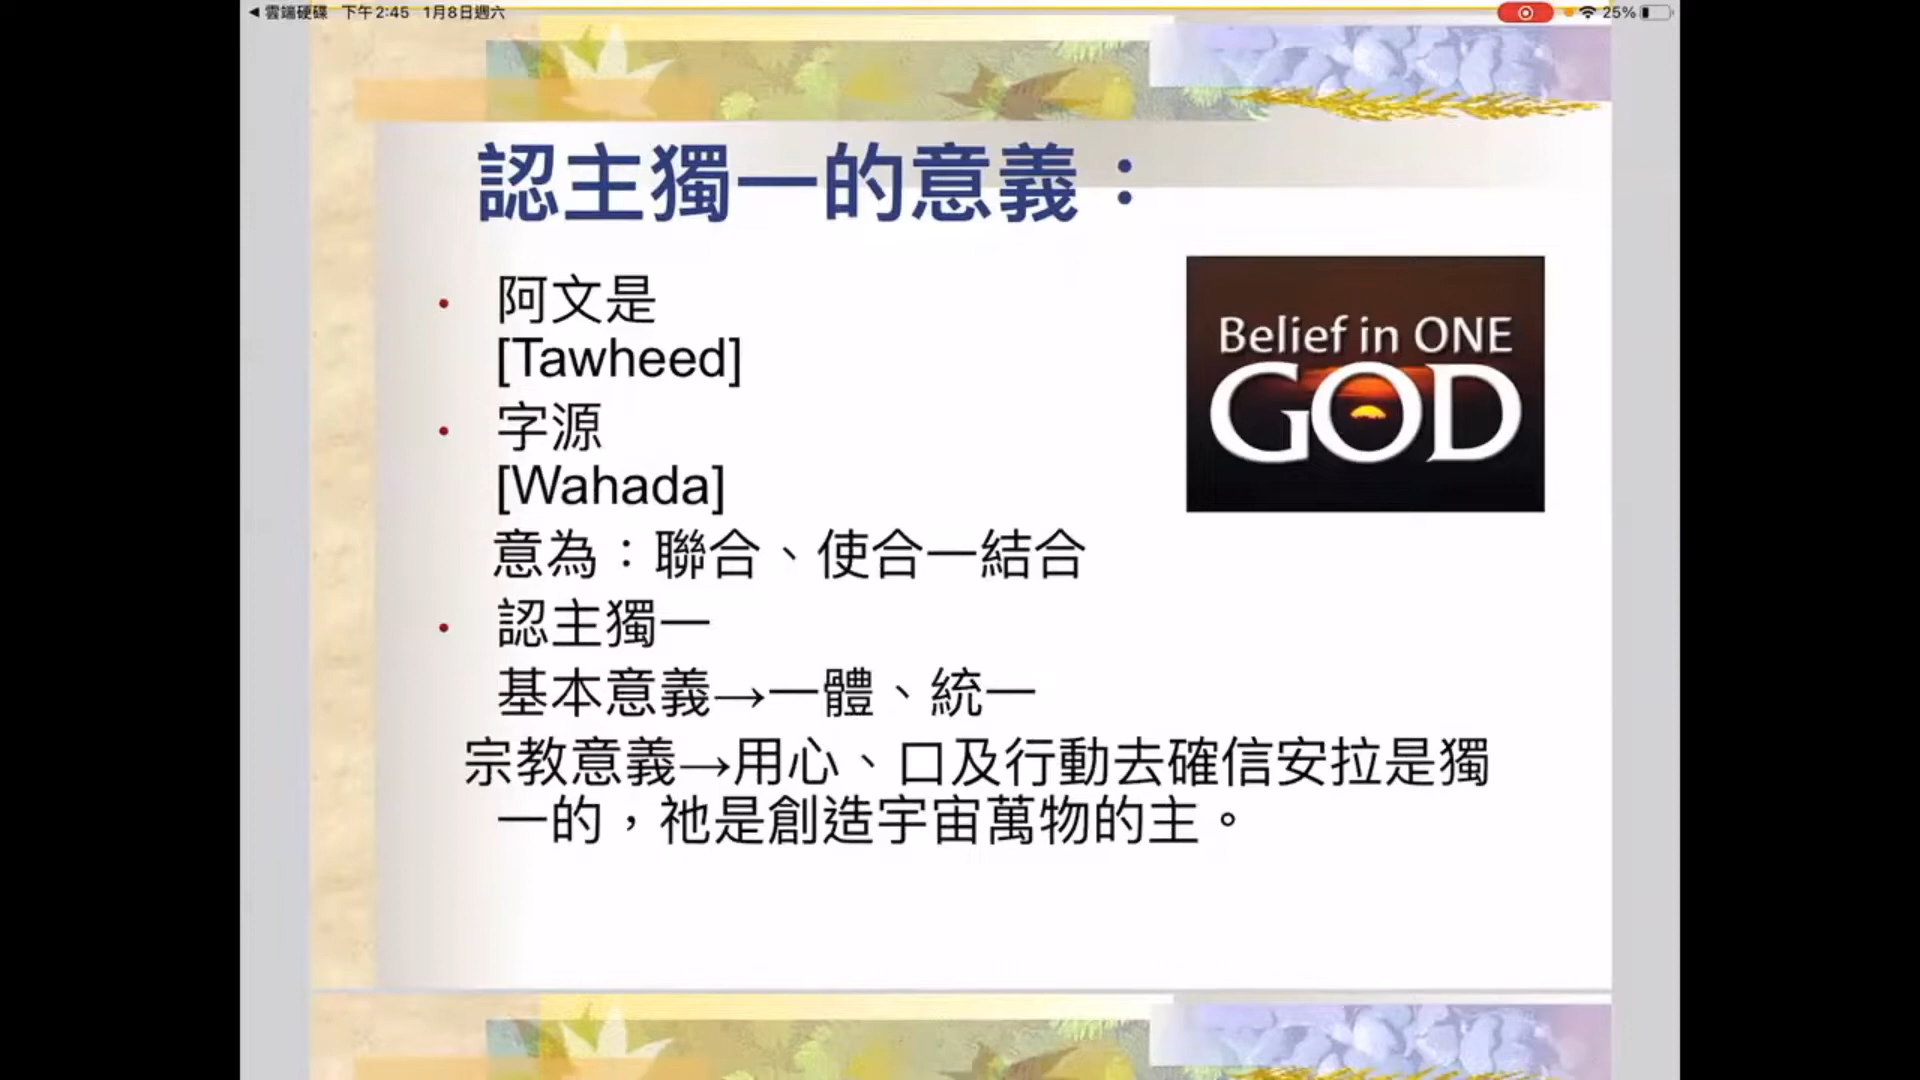 ◀ 雲端硬碟 下午2:45 1月8日週六
25%
認主獨一的意義：
• 阿文是
[Tawheed]
• 字源
[Wahada]
意為：聯合、使合一結合
• 認主獨一
基本意義→一體、統一
宗教意義→用心、口及行動去確信安拉是獨
一的，祂是創造宇宙萬物的主。
Belief in ONE
GOD